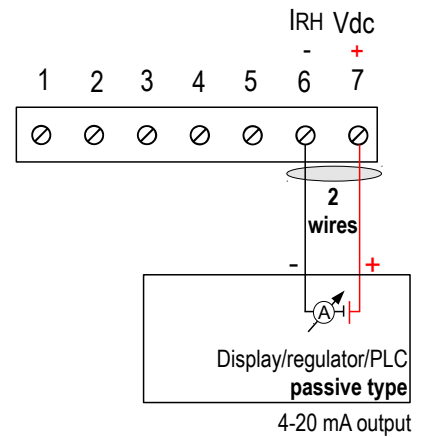 IRH Vdc
- +
1 2 3 4 5 6 7
2
wires
- +
A
Display/regulator/PLC
passive type
4-20 mA output